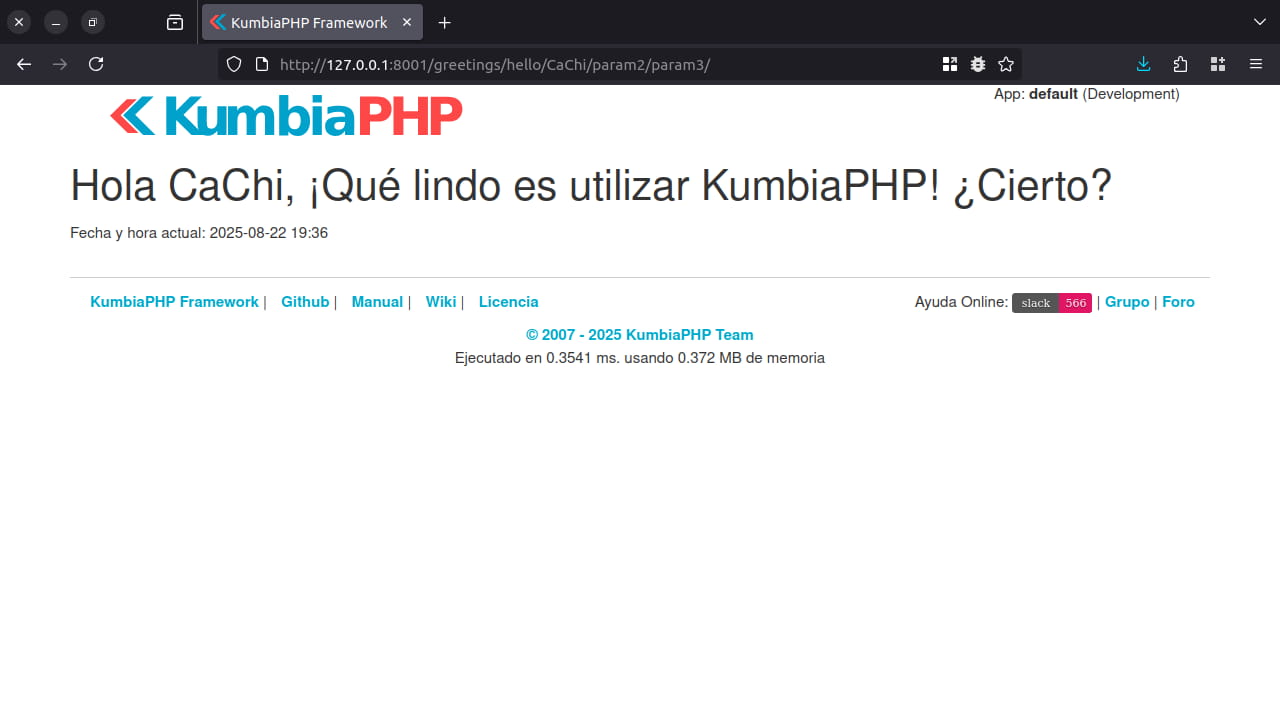 KumbiaPHP Framework
http://127.0.0.1:8001/greetings/hello/CaChi/param2/param3/
KumbiaPHP
App: default (Development)
Hola CaChi, ¡Qué lindo es utilizar KumbiaPHP! ¿Cierto?
Fecha y hora actual: 2025-08-22 19:36
KumbiaPHP Framework | Github | Manual | Wiki | Licencia
Ayuda Online: slack 566 | Grupo | Foro
© 2007 - 2025 KumbiaPHP Team
Ejecutado en 0.3541 ms. usando 0.372 MB de memoria